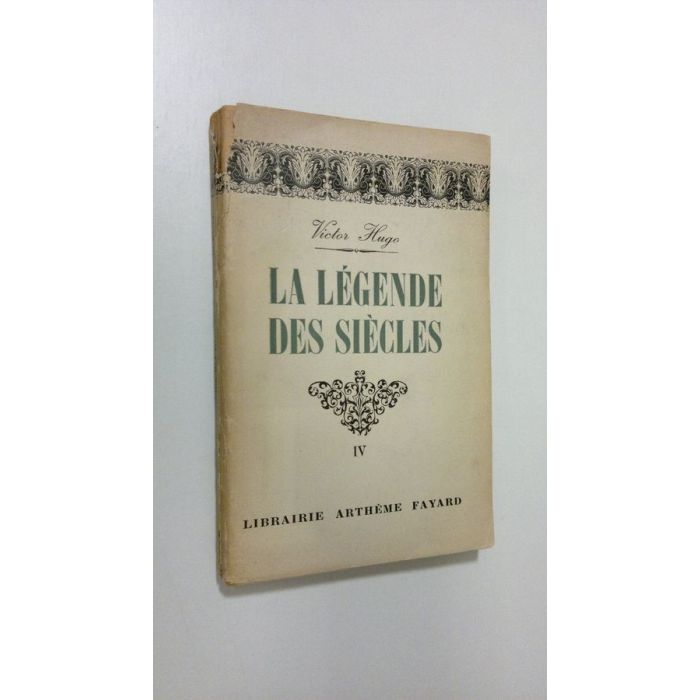 Victor Hugo
LA LÉGENDE
DES SIÈCLES
IV
LIBRAIRIE ARTHÈME FAYARD